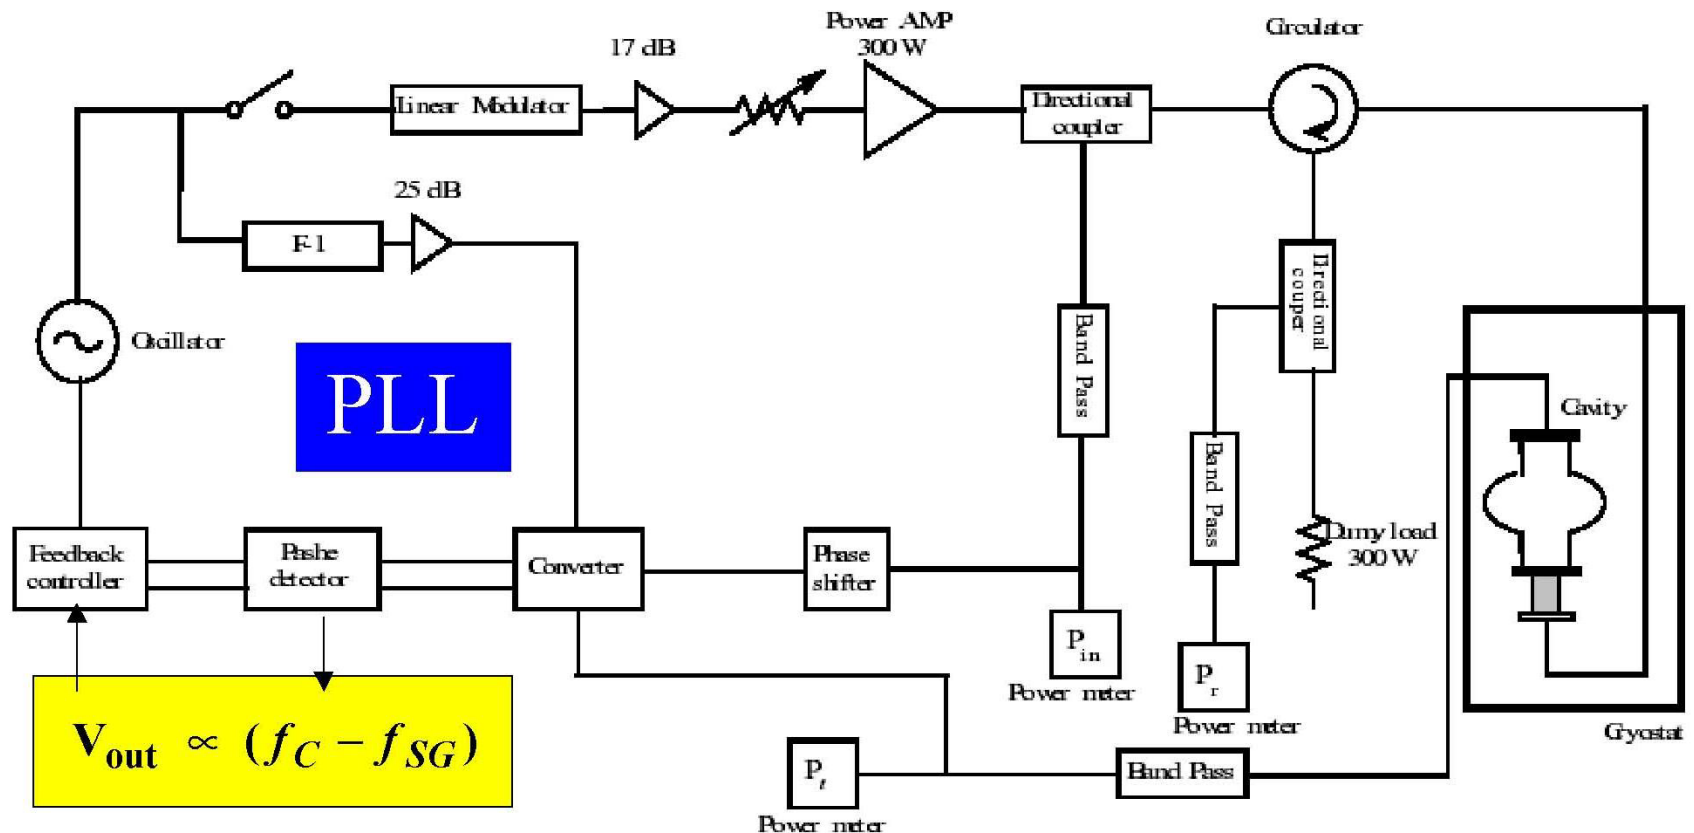 Power AMP
300 W
Circulator
17 dB
Linear Modulator
Directional
coupler
25 dB
F-1
Directional
couper
Oscillator
PLL
Band Pass
Cavity
Band Pass
Dumy load
300 W
Feedback
controller
Pashe
detector
Converter
Phase
shifter
Pin
Power meter
Pr
Power meter
Cryostat
Vout ∝ (fC − fSG)
Pt
Power meter
Band Pass